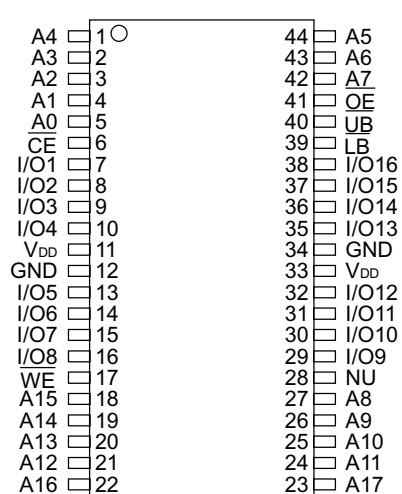 A4 1 44 A5
A3 2 43 A6
A2 3 42 A7
A1 4 41 OE
A0 5 40 UB
CE 6 39 LB
I/O1 7 38 I/O16
I/O2 8 37 I/O15
I/O3 9 36 I/O14
I/O4 10 35 I/O13
VDD 11 34 GND
GND 12 33 VDD
I/O5 13 32 I/O12
I/O6 14 31 I/O11
I/O7 15 30 I/O10
I/O8 16 29 I/O9
WE 17 28 NU
A15 18 27 A8
A14 19 26 A9
A13 20 25 A10
A12 21 24 A11
A16 22 23 A17